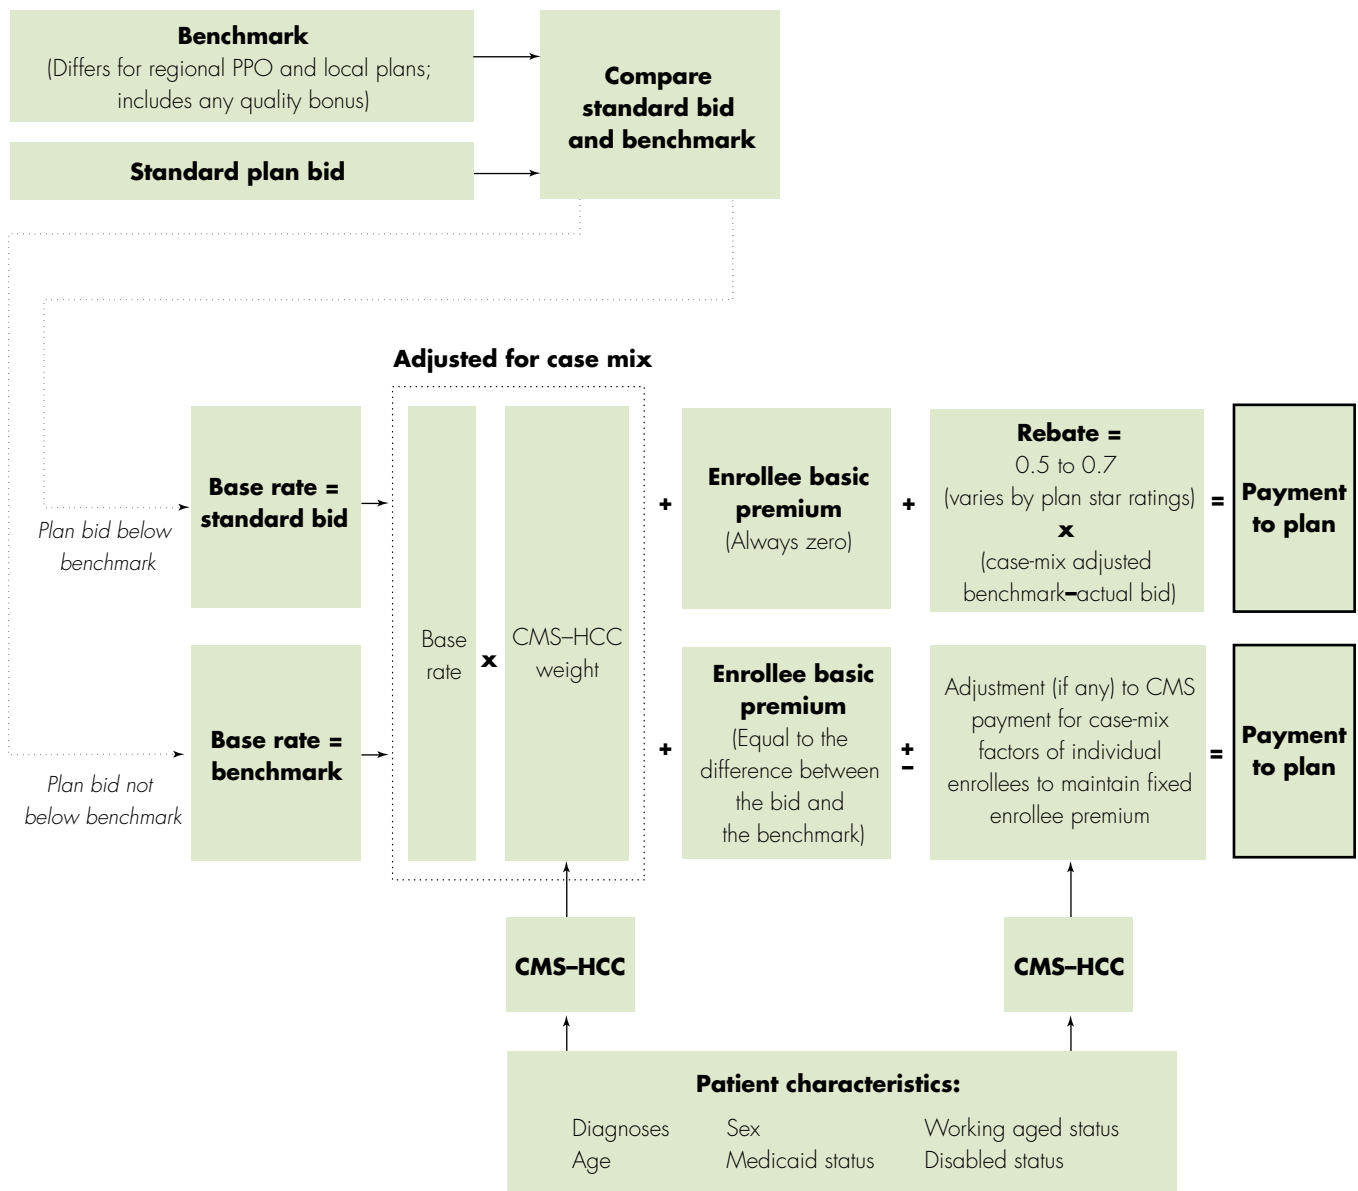 Benchmark
(Differs for regional PPO and local plans;
includes any quality bonus)
Standard plan bid
Compare
standard bid
and benchmark
Adjusted for case mix
Plan bid below
benchmark
Base rate =
standard bid
Plan bid not
below benchmark
Base rate =
benchmark
Base
rate
x
CMS–HCC
weight
+
Enrollee basic
premium
(Always zero)
+
Rebate =
0.5 to 0.7
(varies by plan star ratings)
x
(case-mix adjusted
benchmark–actual bid)
=
Payment
to plan
+
Enrollee basic
premium
(Equal to the
difference between
the bid and
the benchmark)
+
–
Adjustment (if any) to CMS
payment for case-mix
factors of individual
enrollees to maintain fixed
enrollee premium
=
Payment
to plan
CMS–HCC
CMS–HCC
Patient characteristics:
Diagnoses Sex Working aged status
Age Medicaid status Disabled status